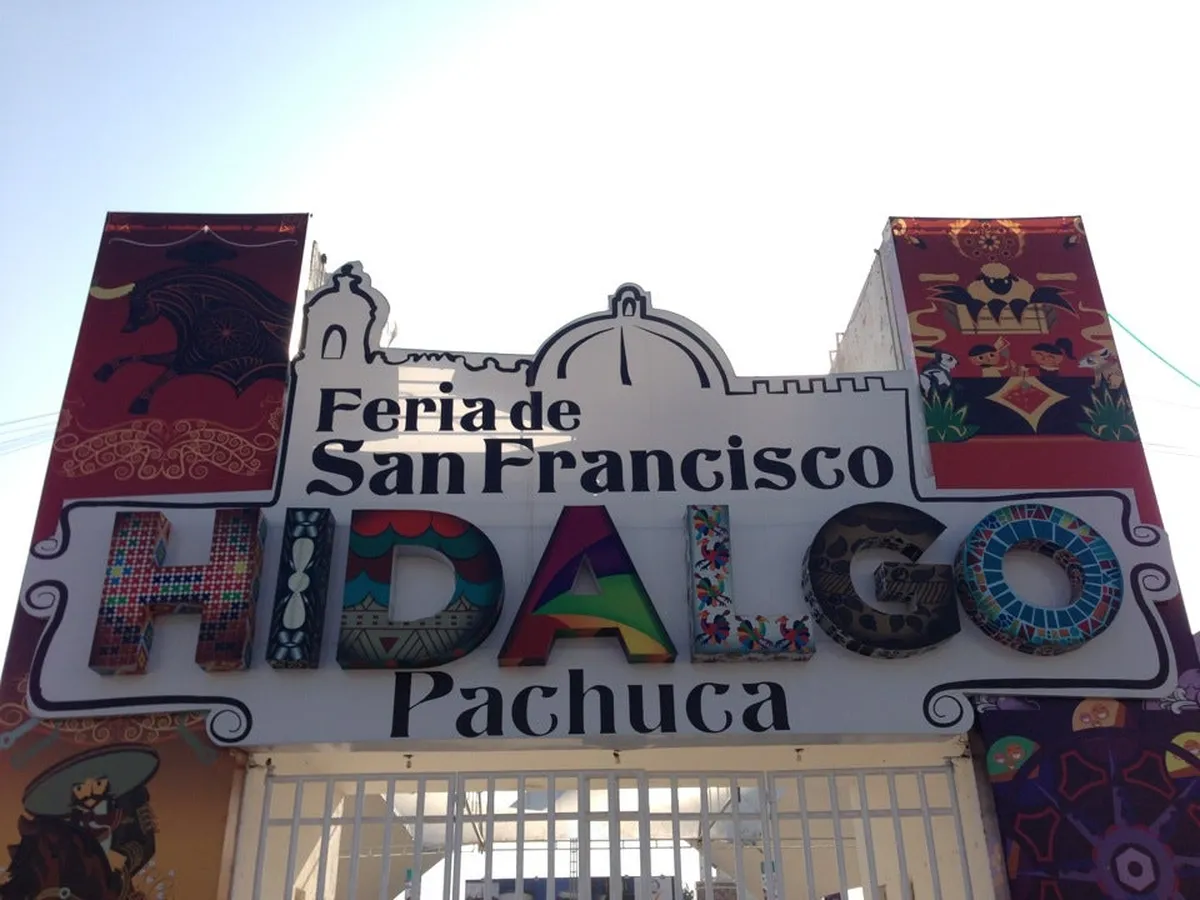 Feria de
San Francisco
HIDALGO
Pachuca